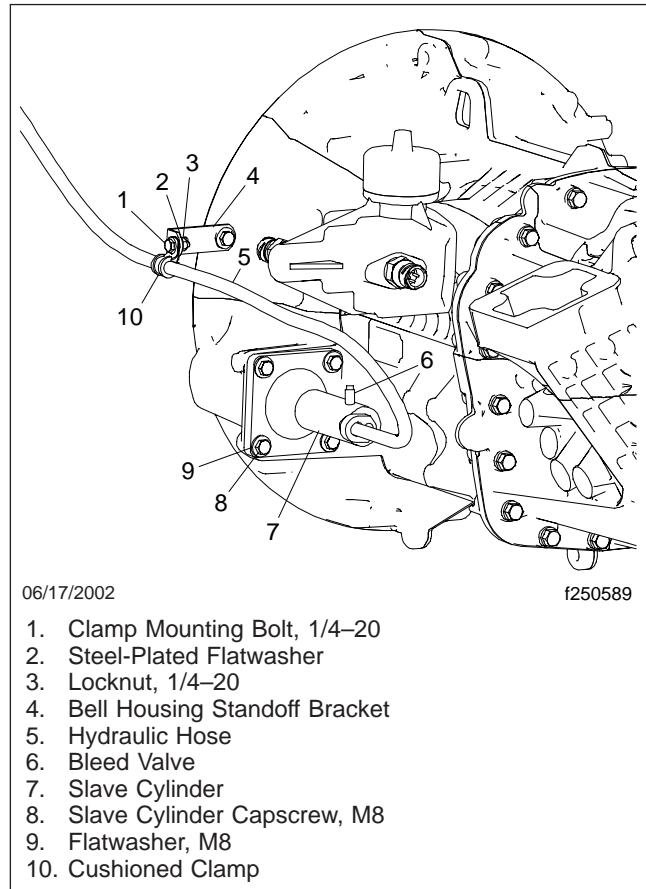 1
2
3
4
5
10
6
9
8
7
06/17/2002 f250589
1. Clamp Mounting Bolt, 1/4–20
2. Steel-Plated Flatwasher
3. Locknut, 1/4–20
4. Bell Housing Standoff Bracket
5. Hydraulic Hose
6. Bleed Valve
7. Slave Cylinder
8. Slave Cylinder Capscrew, M8
9. Flatwasher, M8
10. Cushioned Clamp